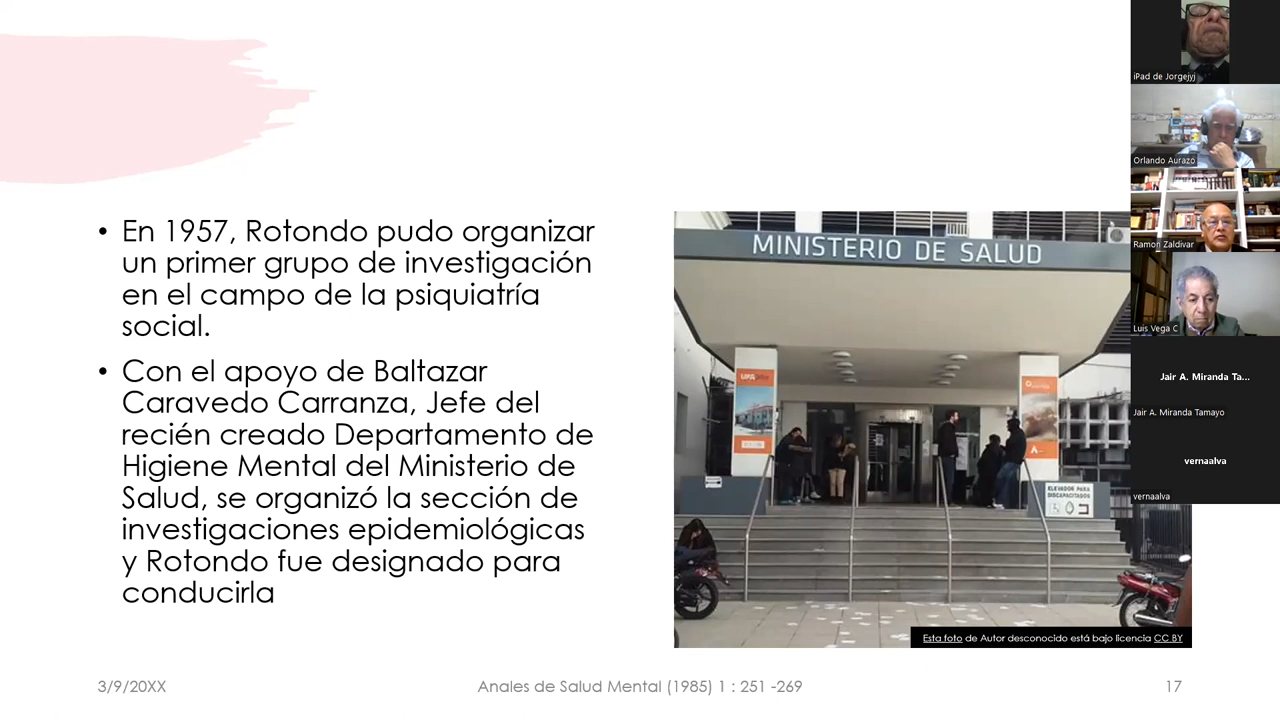 • En 1957, Rotondo pudo organizar
un primer grupo de investigación
en el campo de la psiquiatría
social.
• Con el apoyo de Baltazar
Caravedo Carranza, Jefe del
recién creado Departamento de
Higiene Mental del Ministerio de
Salud, se organizó la sección de
investigaciones epidemiológicas
y Rotondo fue designado para
conducirla
MINISTERIO DE SALUD
ELEVADOR PARA
DISCAPACITADOS
Esta foto de Autor desconocido está bajo licencia CC BY
3/9/20XX
Anales de Salud Mental (1985) 1 : 251 -269
17
iPad de Jorgejyj
Orlando Aurazo
Ramon Zaldivar
Luis Vega C
Jair A. Miranda Ta...
Jair A. Miranda Tamayo
vernaalva
vernaalva